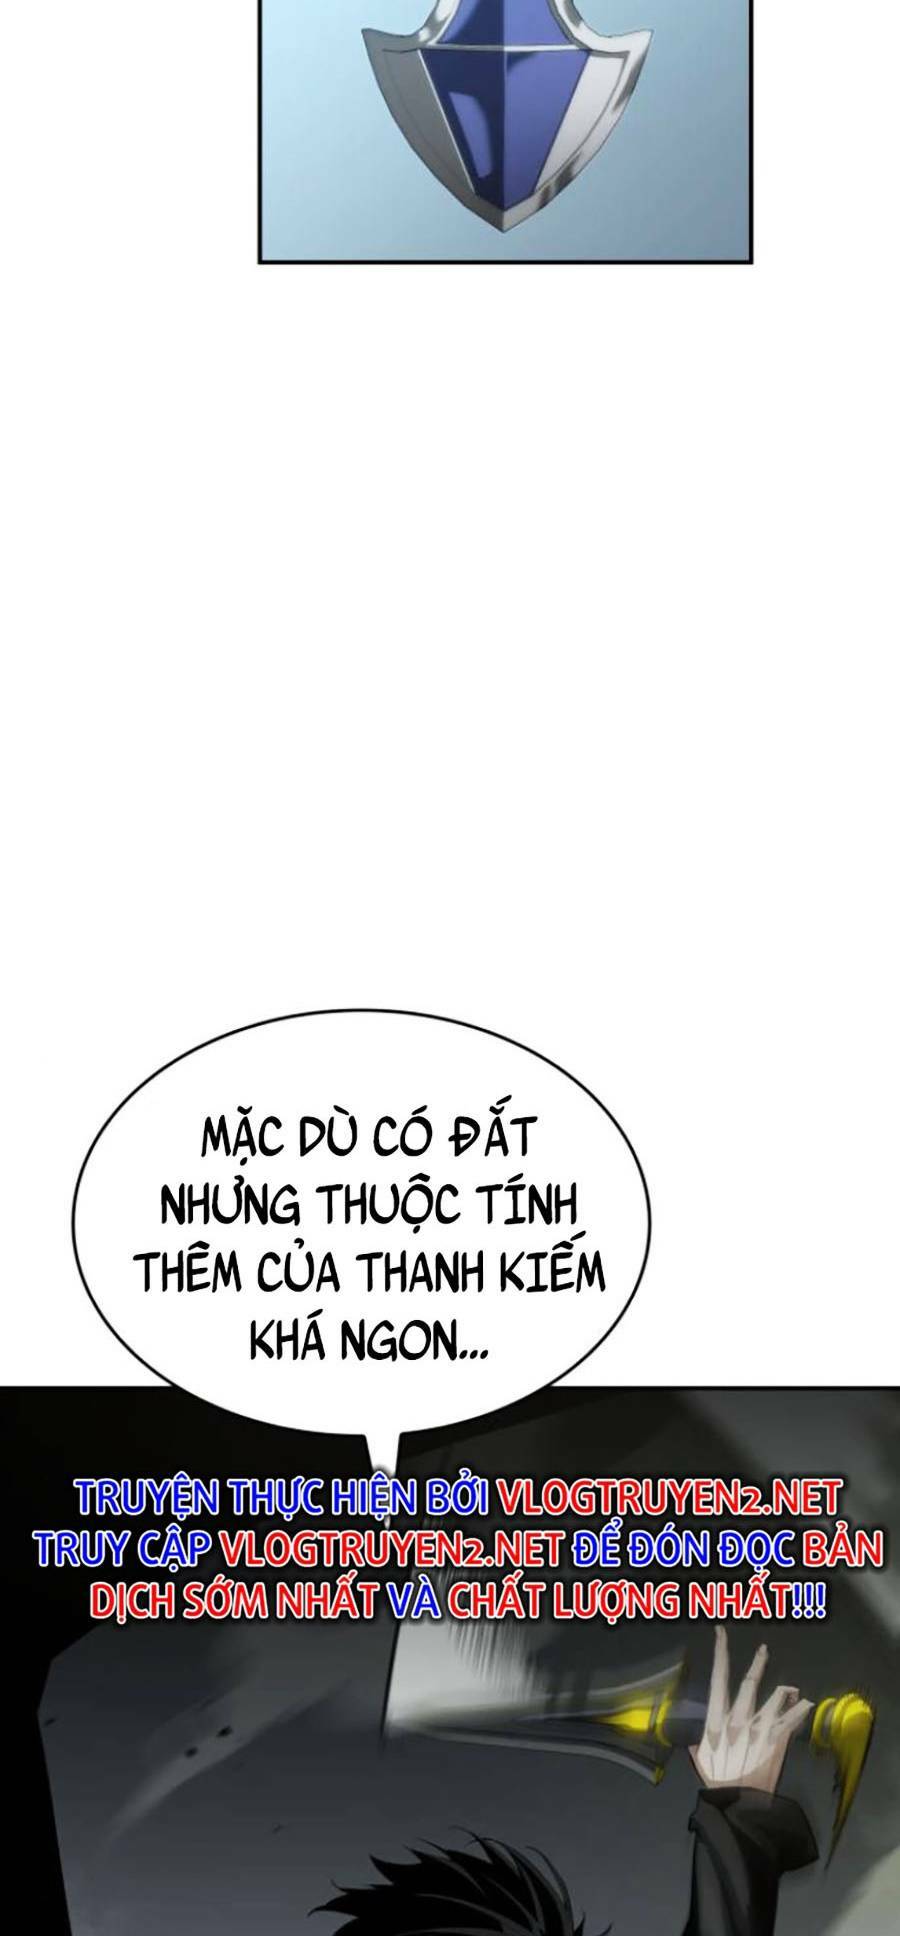 MẶC DÙ CÓ ĐẮT
NHƯNG THUỘC TÍNH
THÊM CỦA THANH KIẾM
KHÁ NGON...
TRUYỆN THỰC HIỆN BỞI VLOGTRUYEN2.NET
TRUY CẬP VLOGTRUYEN2.NET ĐỂ ĐÓN ĐỌC BẢN
DỊCH SỚM NHẤT VÀ CHẤT LƯỢNG NHẤT!!!